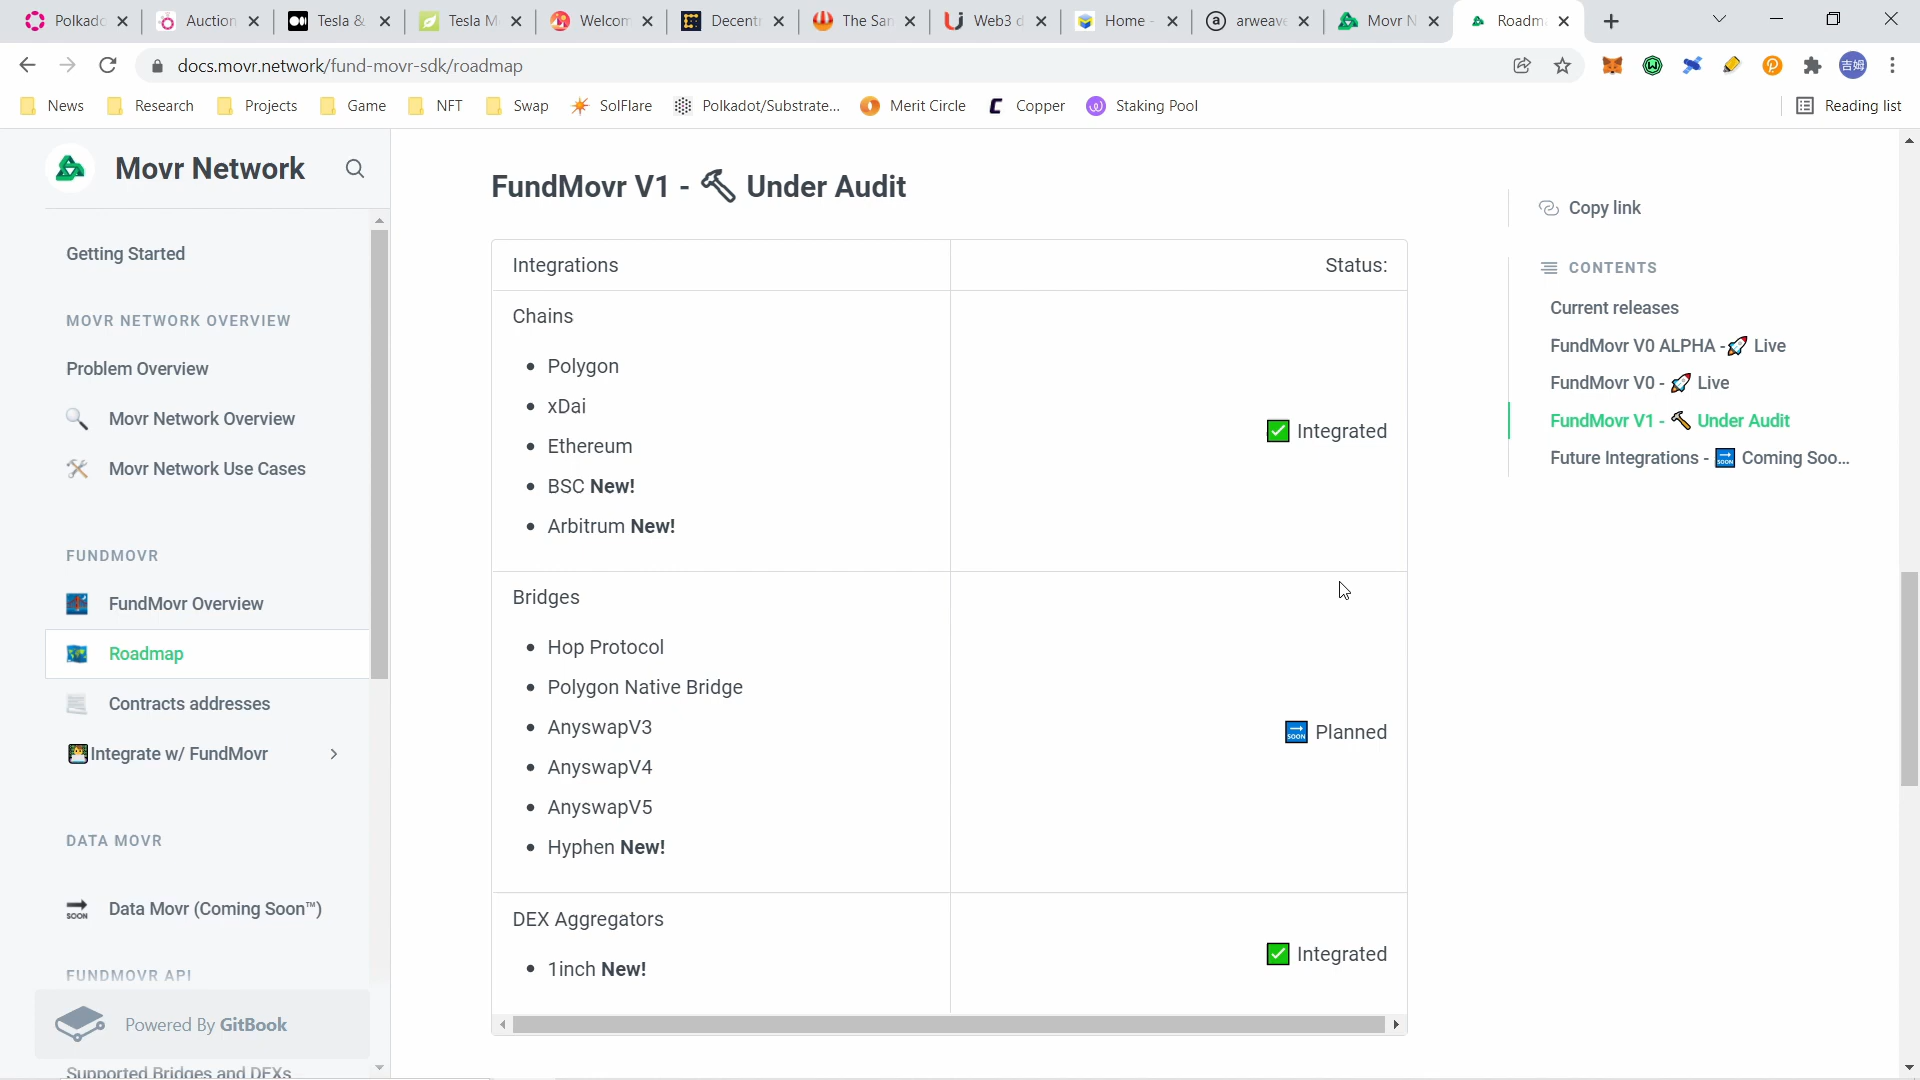 Polkado
Auction
Tesla &
Tesla M
Welcom
Decentr
The San
Web3 d
Home -
arweave
Movr N
Roadm
docs.movr.network/fund-movr-sdk/roadmap
吉姆
News
Research
Projects
Game
NFT
Swap
SolFlare
Polkadot/Substrate...
Merit Circle
Copper
Staking Pool
Reading list
Movr Network
Getting Started
MOVR NETWORK OVERVIEW
Problem Overview
Movr Network Overview
Movr Network Use Cases
FUNDMOVR
FundMovr Overview
Roadmap
Contracts addresses
Integrate w/ FundMovr
DATA MOVR
SOON
Data Movr (Coming Soon™)
FUNDMOVR API
Powered By GitBook
Supported Bridges and DEXs
FundMovr V1 - 🔨 Under Audit
Integrations
Status:
Chains
• Polygon
• xDai
• Ethereum
• BSC New!
• Arbitrum New!
✅ Integrated
Bridges
• Hop Protocol
• Polygon Native Bridge
• AnyswapV3
• AnyswapV4
• AnyswapV5
• Hyphen New!
🔜 Planned
DEX Aggregators
• 1inch New!
✅ Integrated
Copy link
CONTENTS
Current releases
FundMovr V0 ALPHA -🚀 Live
FundMovr V0 - 🚀 Live
FundMovr V1 - 🔨 Under Audit
Future Integrations - 🔜 Coming Soo...